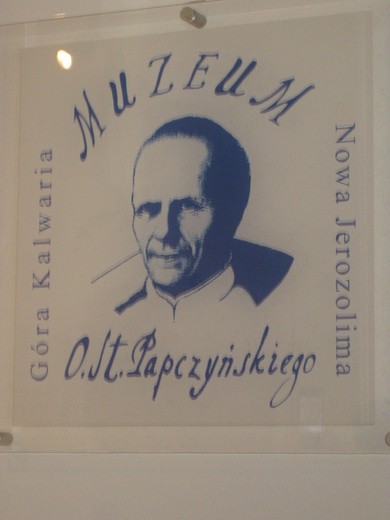 MUZEUM
Góra Kalwaria
Nowa Jerozolima
O. St. Papczyńskiego